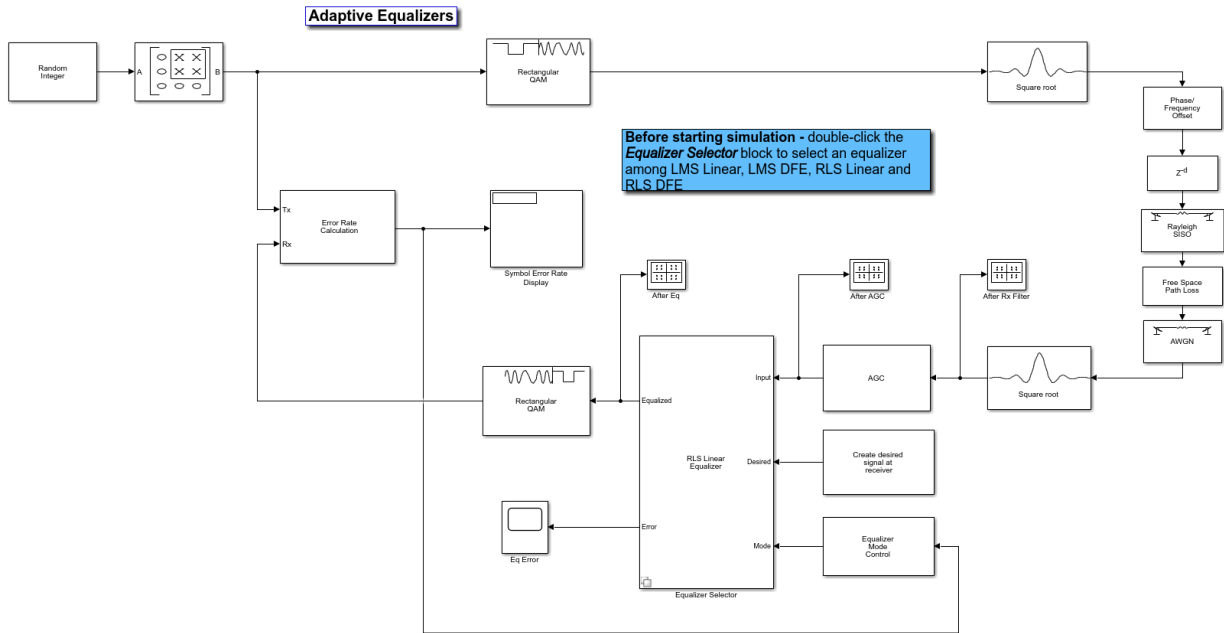 Adaptive Equalizers
Random
Integer
A
B
Rectangular
QAM
Square root
Phase/
Frequency
Offset
Before starting simulation - double-click the
Equalizer Selector block to select an equalizer
among LMS Linear, LMS DFE, RLS Linear and
RLS DFE
Z-d
Tx
Rx
Error Rate
Calculation
Symbol Error Rate
Display
Rayleigh
SISO
After Eq
After AGC
After Rx Filter
Free Space
Path Loss
AWGN
Rectangular
QAM
Equalized
Input
RLS Linear
Equalizer
Desired
Error
Mode
AGC
Square root
Create desired
signal at
receiver
Eq Error
Equalizer
Mode
Control
Equalizer Selector